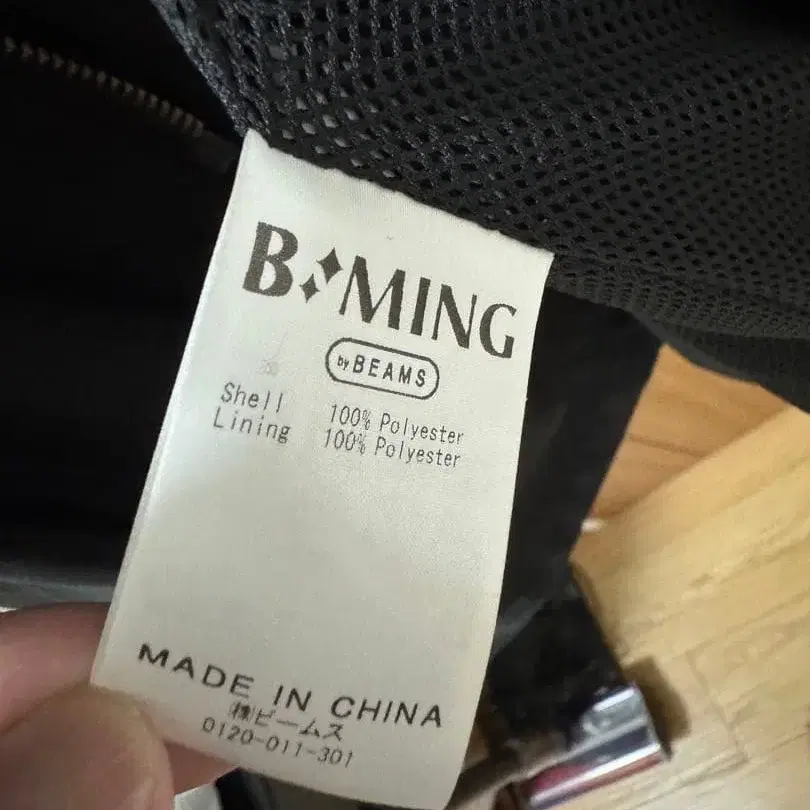 B:MING
by BEAMS
Shell 100% Polyester
Lining 100% Polyester
MADE IN CHINA
㈱ビームス
0120-011-301